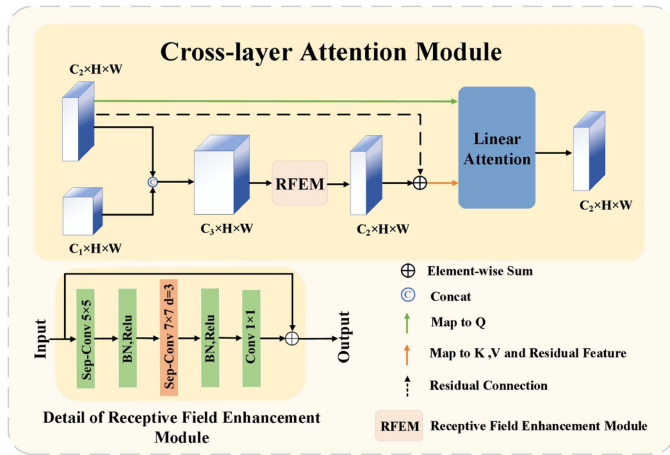 Cross-layer Attention Module
C₂×H×W
C
C₁×H×W
C₃×H×W
RFEM
C₂×H×W
Linear
Attention
C₂×H×W
Input
Sep-Conv 5×5
BN,Relu
Sep-Conv 7×7 d=3
BN,Relu
Conv 1×1
Output
Detail of Receptive Field Enhancement
Module
Element-wise Sum
C Concat
Map to Q
Map to K ,V and Residual Feature
Residual Connection
RFEM Receptive Field Enhancement Module